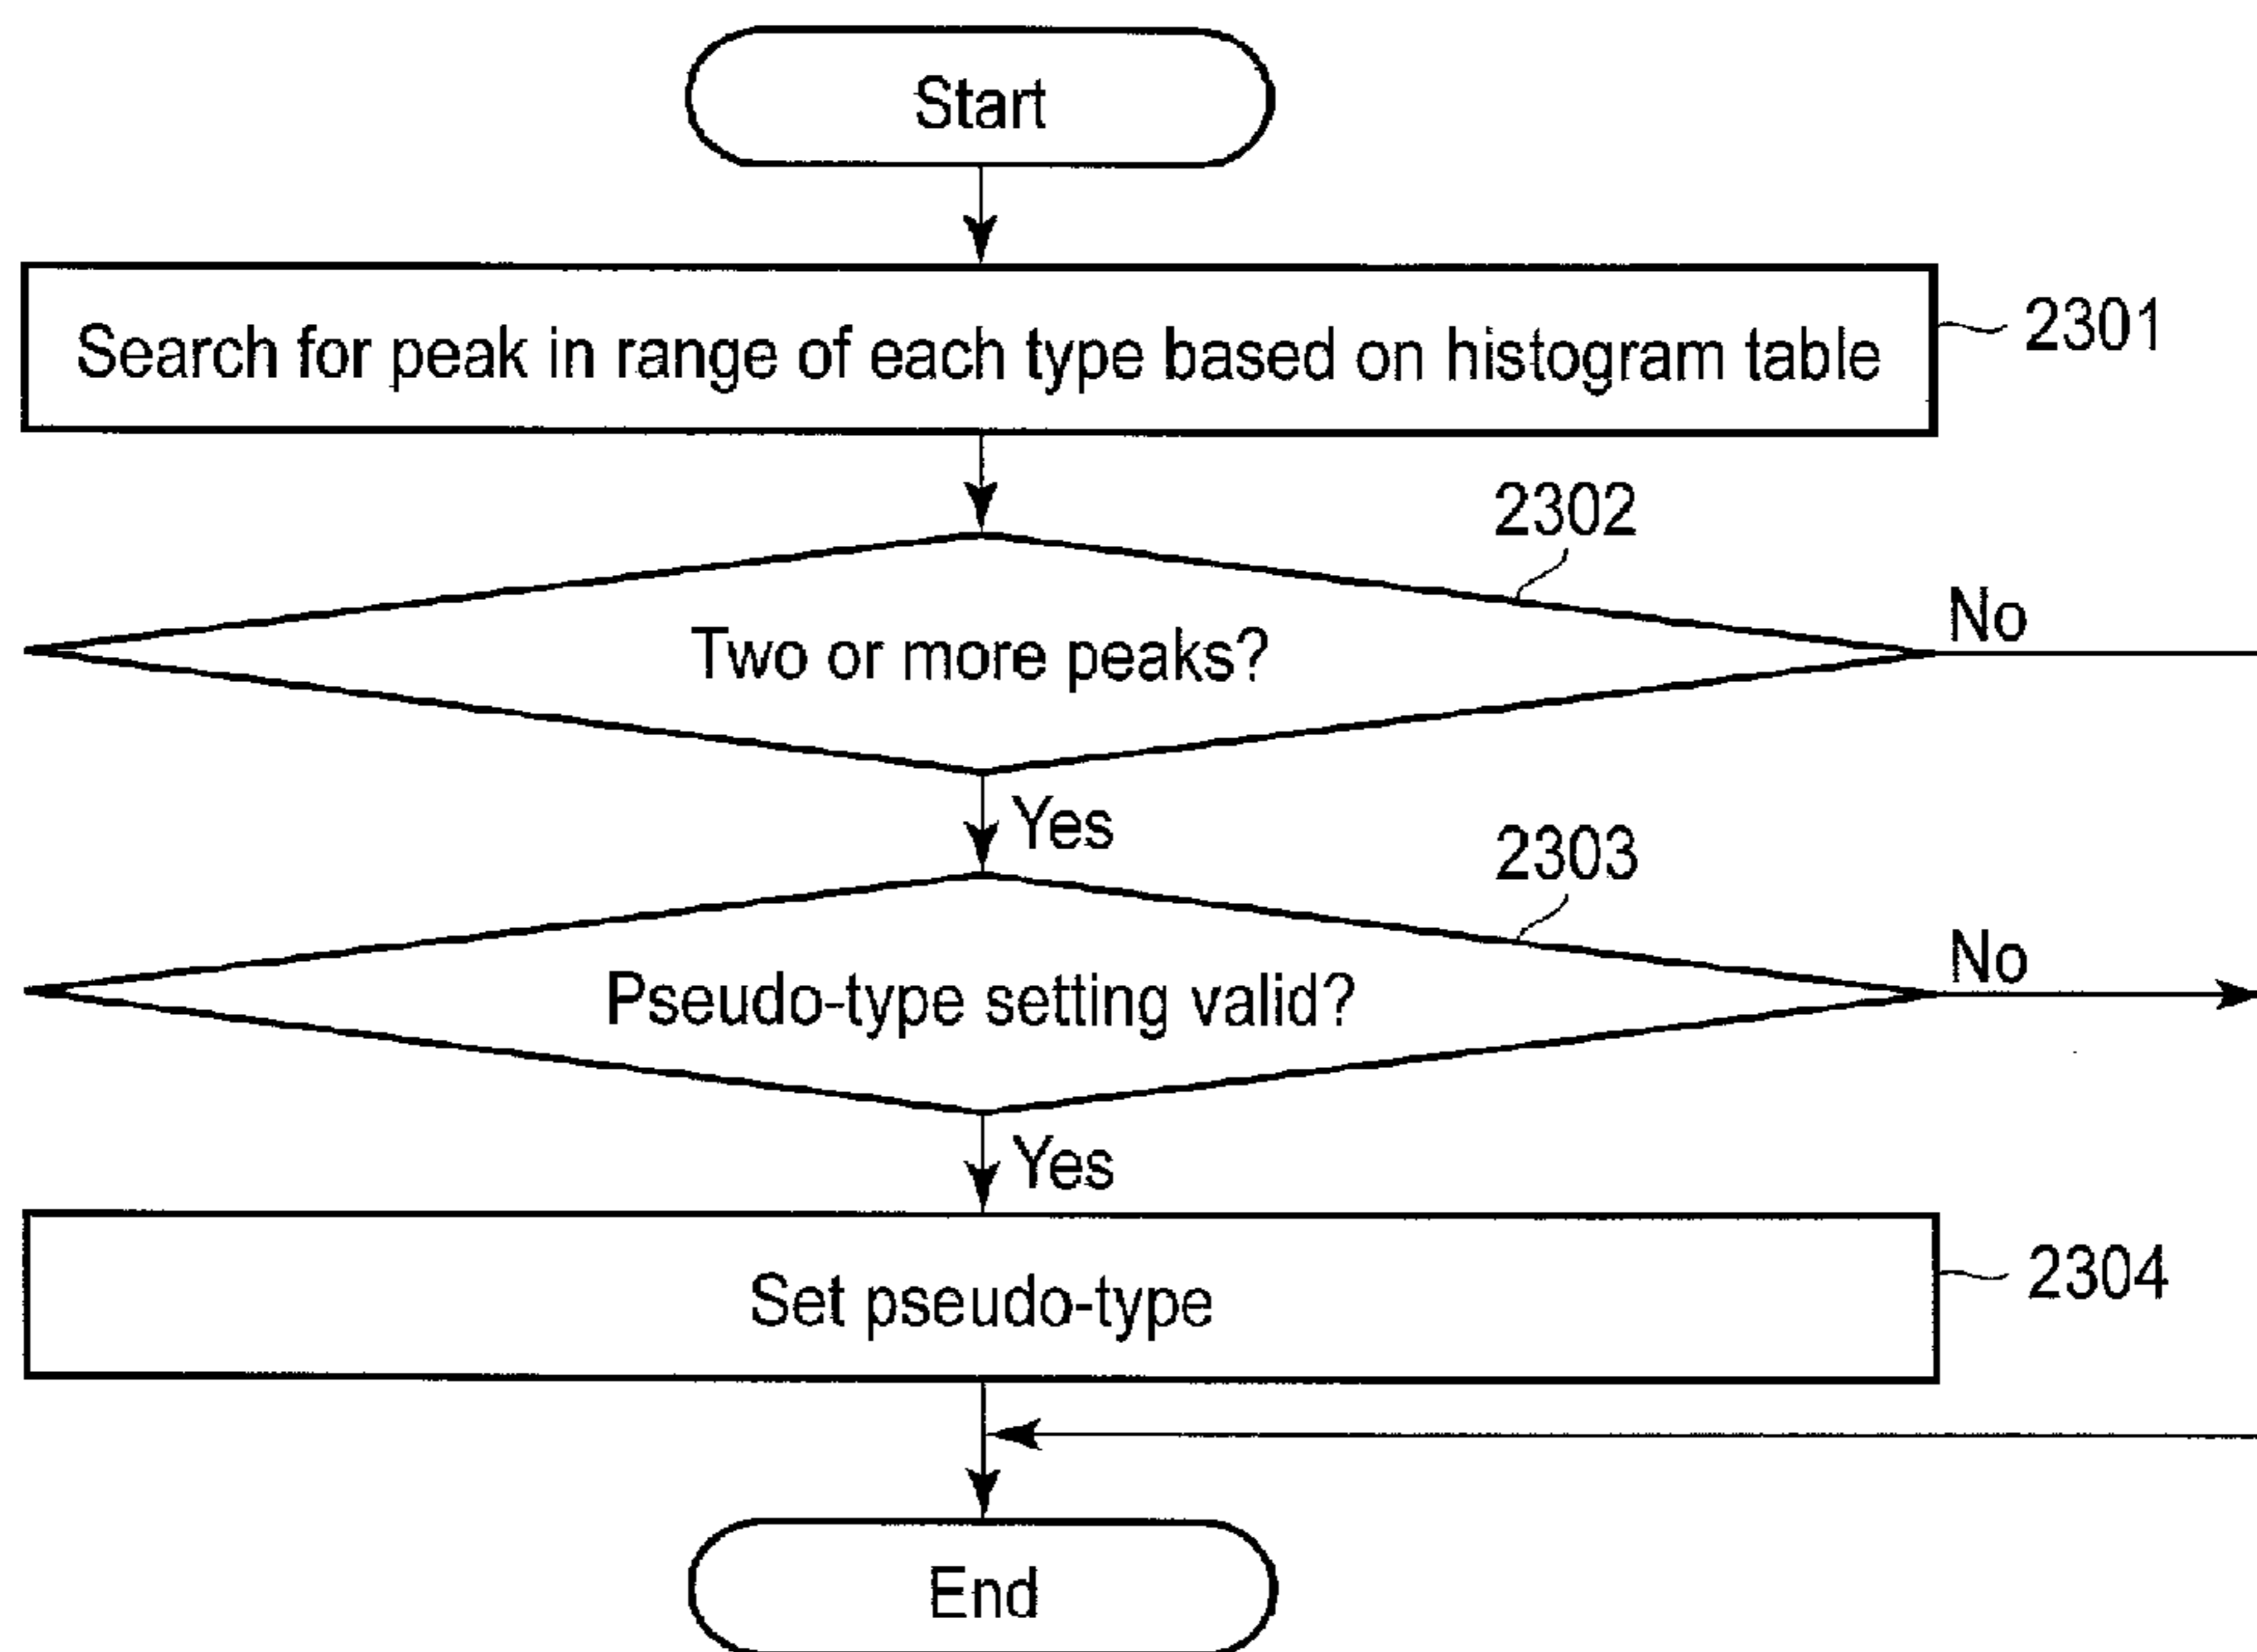 Start
Search for peak in range of each type based on histogram table
2301
2302
Two or more peaks?
No
Yes
2303
Pseudo-type setting valid?
No
Yes
Set pseudo-type
2304
End